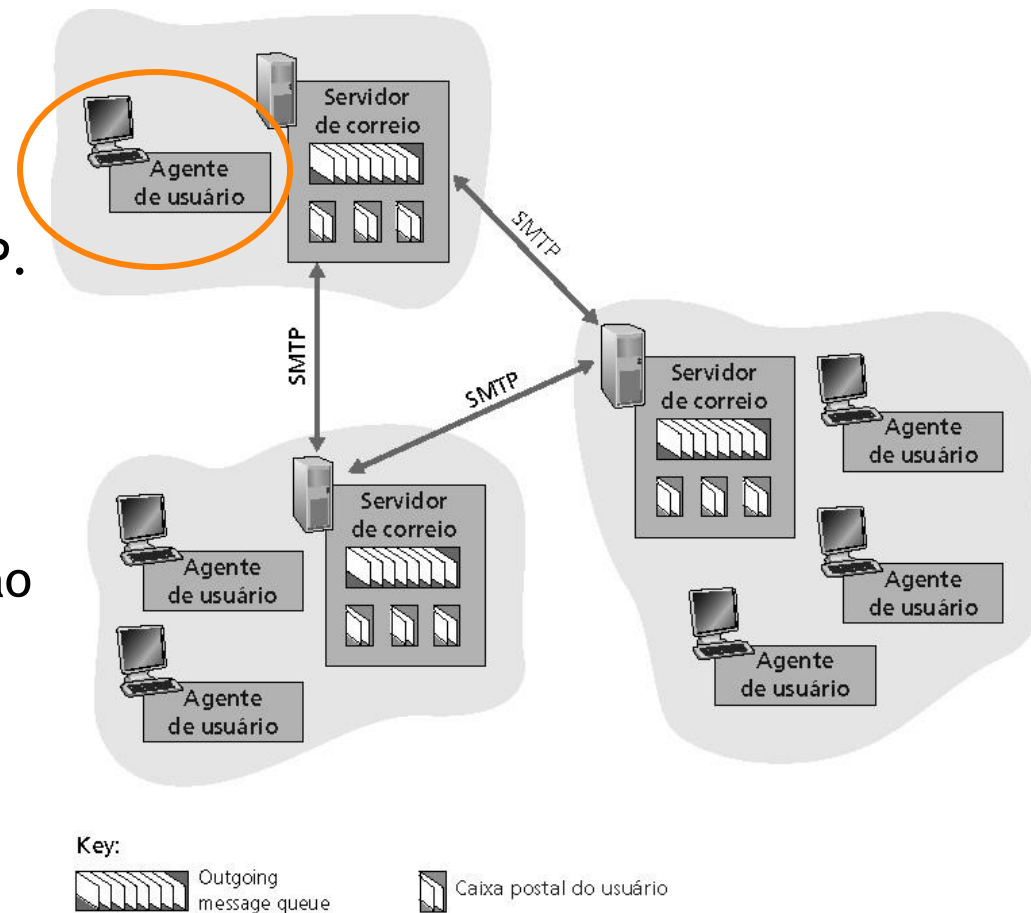 Servidor
de correio
Agente
de usuário
P.
SMTP
SMTP
SMTP
Servidor
de correio
Agente
de usuário
Servidor
de correio
Agente
de usuário
ao
Agente
de usuário
Agente
de usuário
Agente
de usuário
Key:
Outgoing
message queue
Caixa postal do usuário